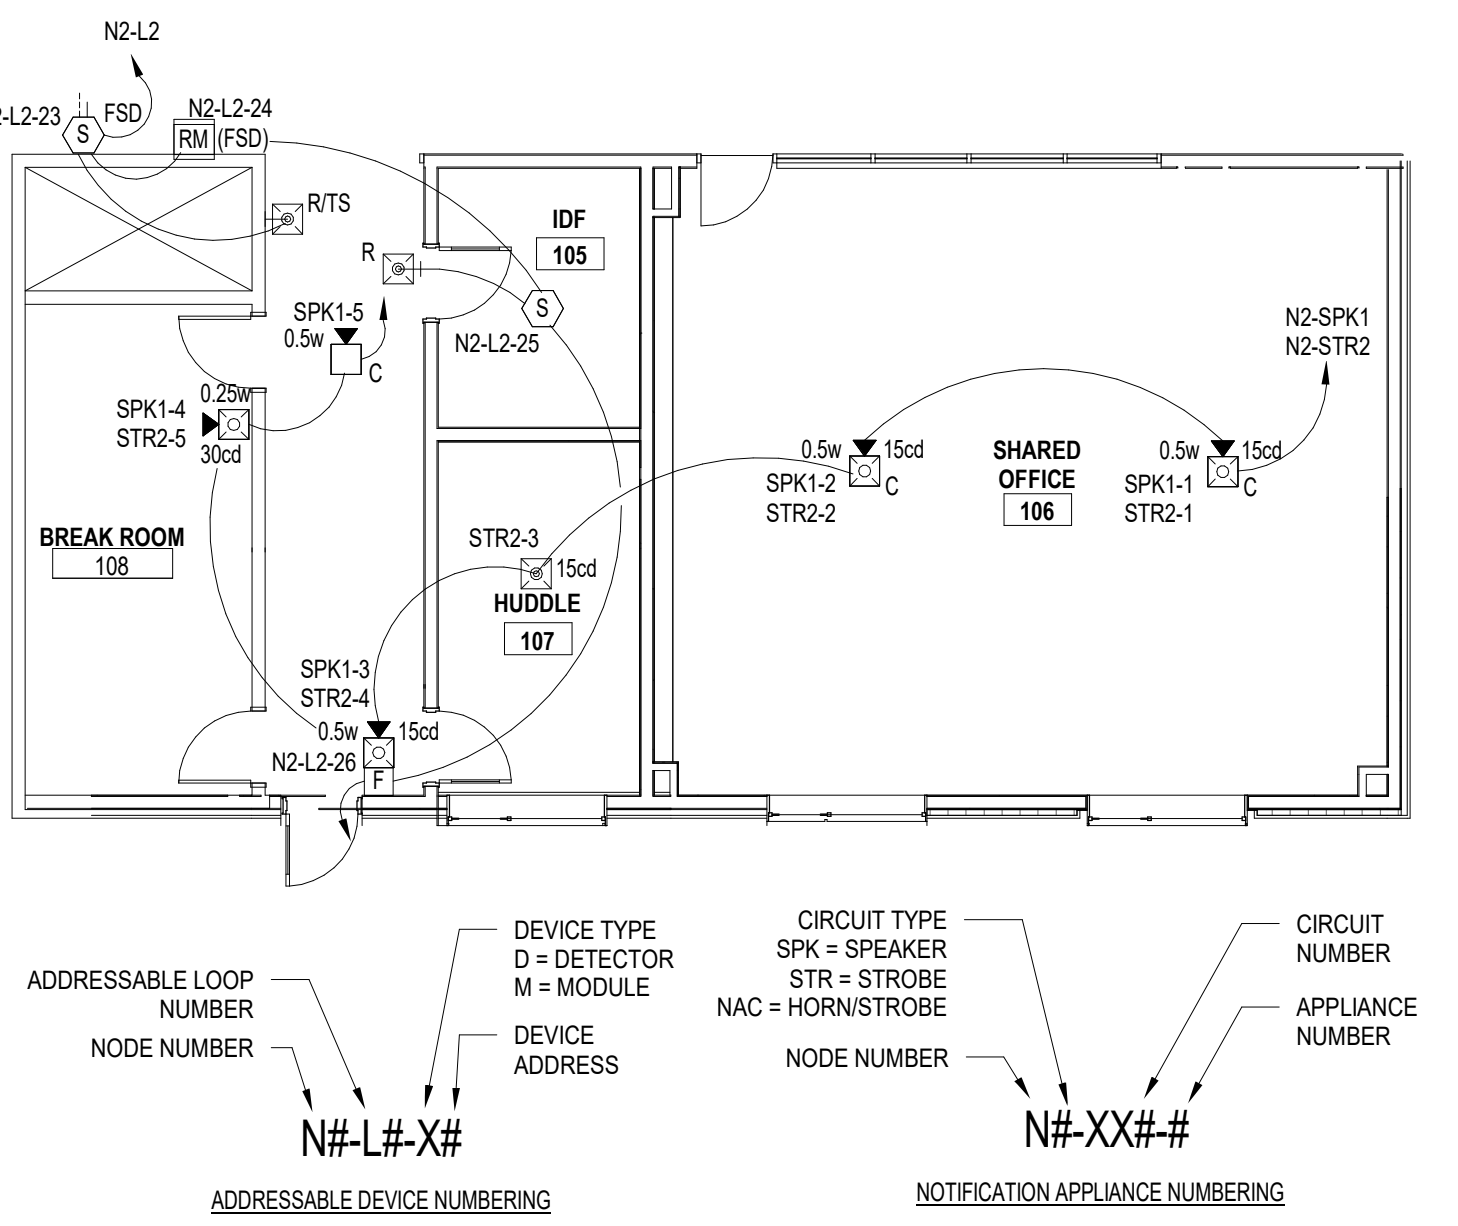 N2-L2
-L2-23
FSD
S
N2-L2-24
RM (FSD)
R/TS
R
IDF
105
S
N2-L2-25
SPK1-5
0.5w
C
0.25w
SPK1-4
STR2-5
30cd
BREAK ROOM
108
N2-SPK1
N2-STR2
0.5w 15cd
SPK1-2
STR2-2
C
SHARED
OFFICE
106
0.5w 15cd
SPK1-1
STR2-1
C
STR2-3
15cd
HUDDLE
107
SPK1-3
STR2-4
0.5w 15cd
N2-L2-26
F
ADDRESSABLE LOOP
NUMBER
NODE NUMBER
DEVICE TYPE
D = DETECTOR
M = MODULE
DEVICE
ADDRESS
N#-L#-X#
ADDRESSABLE DEVICE NUMBERING
CIRCUIT TYPE
SPK = SPEAKER
STR = STROBE
NAC = HORN/STROBE
NODE NUMBER
CIRCUIT
NUMBER
APPLIANCE
NUMBER
N#-XX#-#
NOTIFICATION APPLIANCE NUMBERING